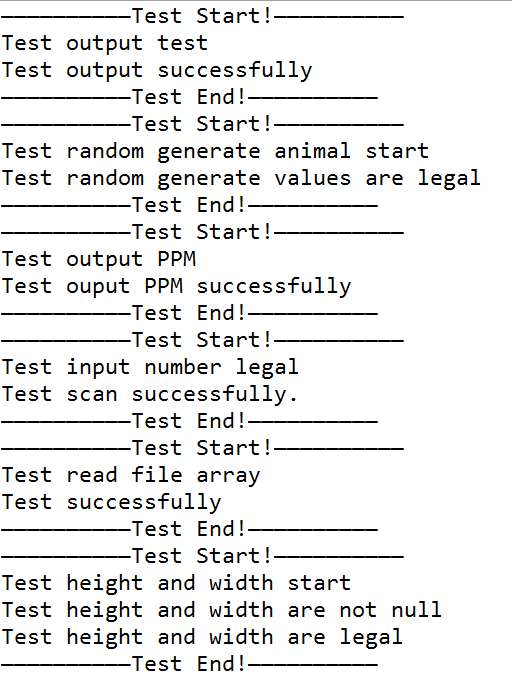 ——————————Test Start!——————————
Test output test
Test output successfully
——————————Test End!——————————
——————————Test Start!——————————
Test random generate animal start
Test random generate values are legal
——————————Test End!——————————
——————————Test Start!——————————
Test output PPM
Test ouput PPM successfully
——————————Test End!——————————
——————————Test Start!——————————
Test input number legal
Test scan successfully.
——————————Test End!——————————
——————————Test Start!——————————
Test read file array
Test successfully
——————————Test End!——————————
——————————Test Start!——————————
Test height and width start
Test height and width are not null
Test height and width are legal
——————————Test End!——————————